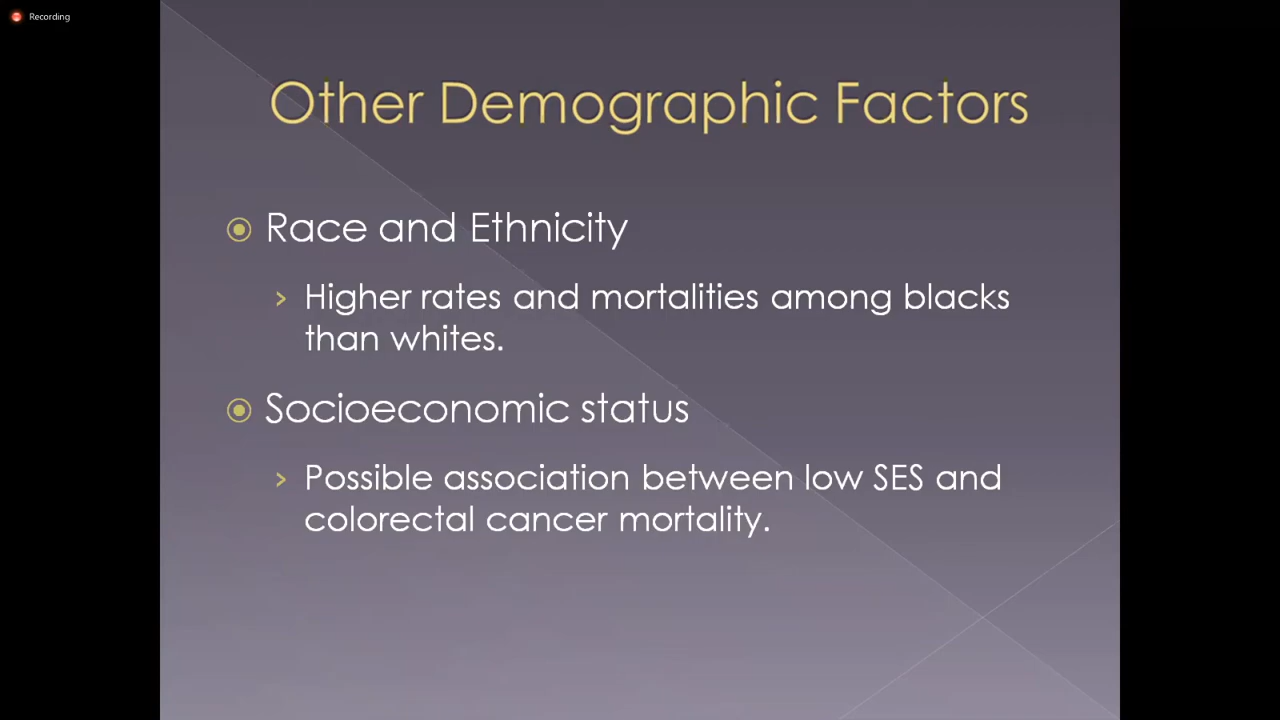 Recording
Other Demographic Factors
Race and Ethnicity
Higher rates and mortalities among blacks
than whites.
Socioeconomic status
Possible association between low SES and
colorectal cancer mortality.